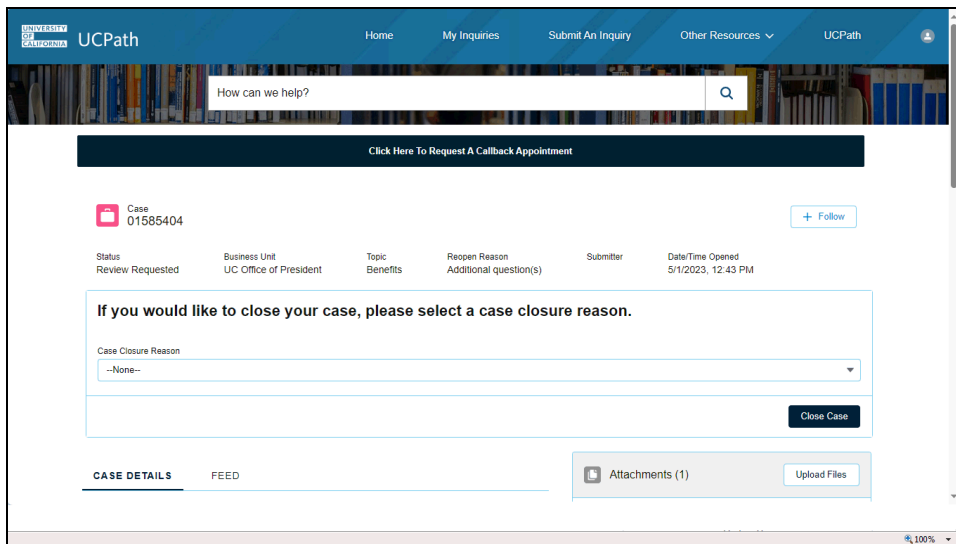 UNIVERSITY
OF
CALIFORNIA
UCPath
Home My Inquiries Submit An Inquiry Other Resources UCPath
How can we help?
Click Here To Request A Callback Appointment
Case
01585404
+ Follow
Status Business Unit Topic Reopen Reason Submitter Date/Time Opened
Review Requested UC Office of President Benefits Additional question(s) 5/1/2023, 12:43 PM
If you would like to close your case, please select a case closure reason.
Case Closure Reason
--None--
Close Case
CASE DETAILS FEED
Attachments (1) Upload Files
100%